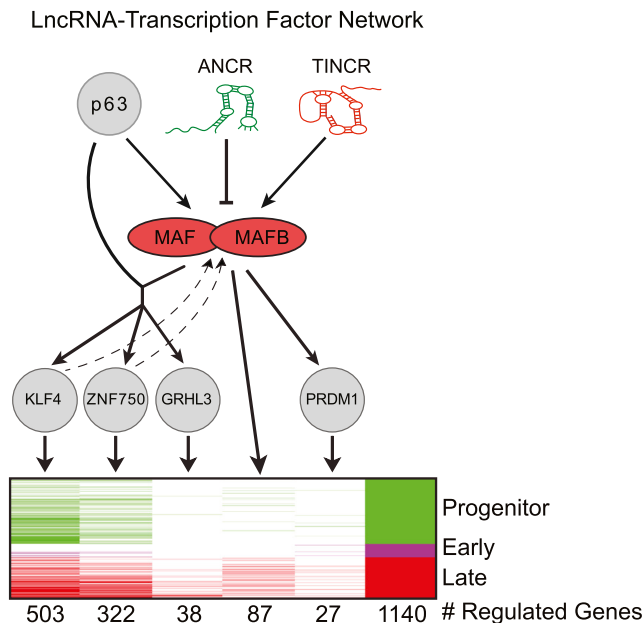 LncRNA-Transcription Factor Network
ANCR TINCR
p63
MAF MAFB
KLF4 ZNF750 GRHL3 PRDM1
Progenitor
Early
Late
503 322 38 87 27 1140 # Regulated Genes